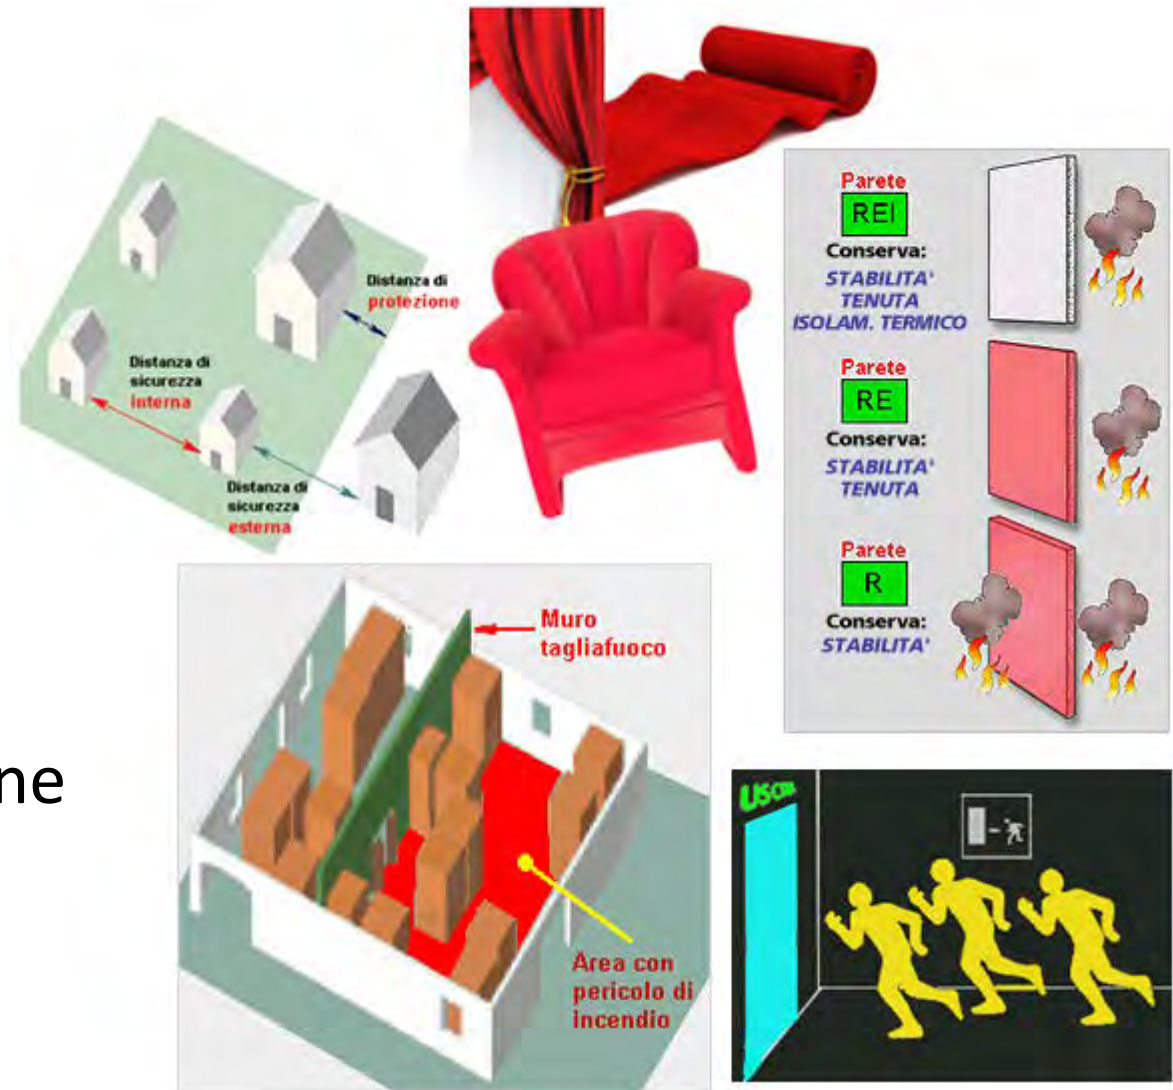 Distanza di
protezione
Distanza di
sicurezza
interna
Distanza di
sicurezza
esterna
Parete
REI
Conserva:
STABILITA'
TENUTA
ISOLAM. TERMICO
Parete
RE
Conserva:
STABILITA'
TENUTA
Parete
R
Conserva:
STABILITA'
Muro
tagliafuoco
ne
Area con
pericolo di
incendio